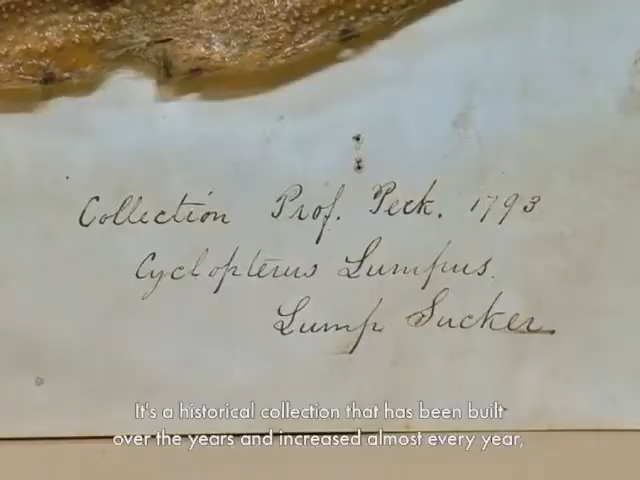 Collection Prof. Peck. 1793
Cyclopterus Lumpus.
Lump Sucker.
It's a historical collection that has been built
over the years and increased almost every year,